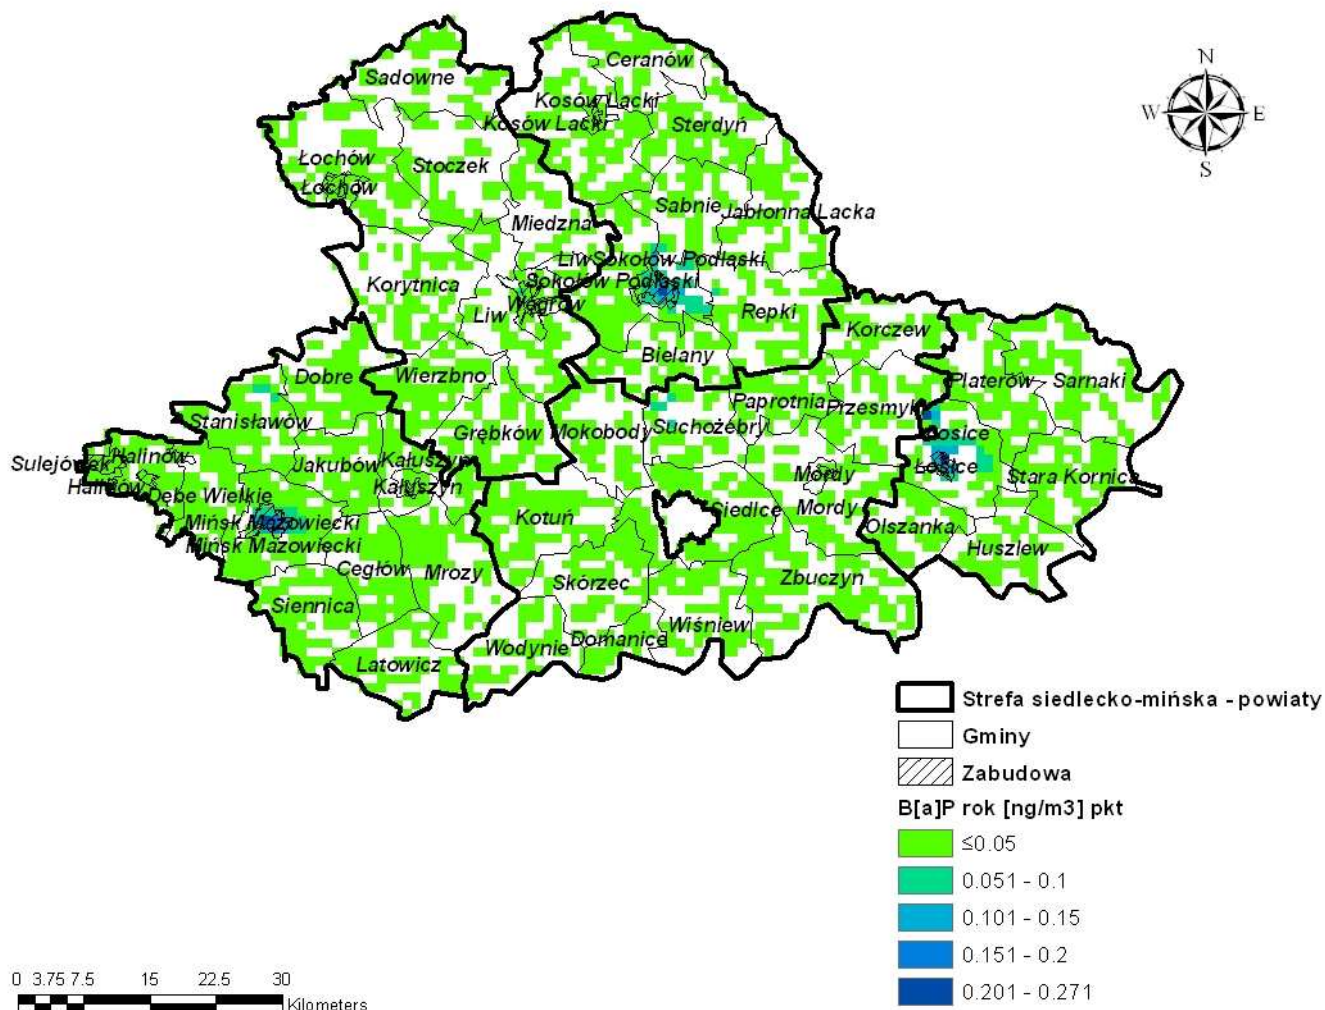 N
W E
S
Ceranów
Sadowne
Kosów Lacki
Kosów Lacki
Sterdyń
Łochów
Stoczek
Łochów
Sabnie
Jabłonna Lacka
Miedzna
Liw
Sokołów Podląski
Sokołów Podląski
Korytnica
Węgrów
Liw
Repki
Korczew
Bielany
Dobre
Wierzbno
Platerów
Sarnaki
Paprotnia
Przesmyki
Stanisławów
Grębków
Mokobody
Suchożebry
Łosice
Halinów
Sulejówek
Jakubów
Kałuszyn
Łosice
Stara Kornica
Mordy
Halinów
Kałuszyn
Dębe Wielkie
Mordy
Siedlce
Kotuń
Mińsk Mazowiecki
Olszanka
Mińsk Mazowiecki
Huszlew
Cegłów
Mrozy
Skórzec
Zbuczyn
Siennica
Wiśniew
Domanice
Wodynie
Latowicz
Strefa siedlecko-mińska - powiaty
Gminy
Zabudowa
B[a]P rok [ng/m3] pkt
≤0.05
0.051 - 0.1
0.101 - 0.15
0.151 - 0.2
0.201 - 0.271
0 3.75 7.5 15 22.5 30
Kilometers